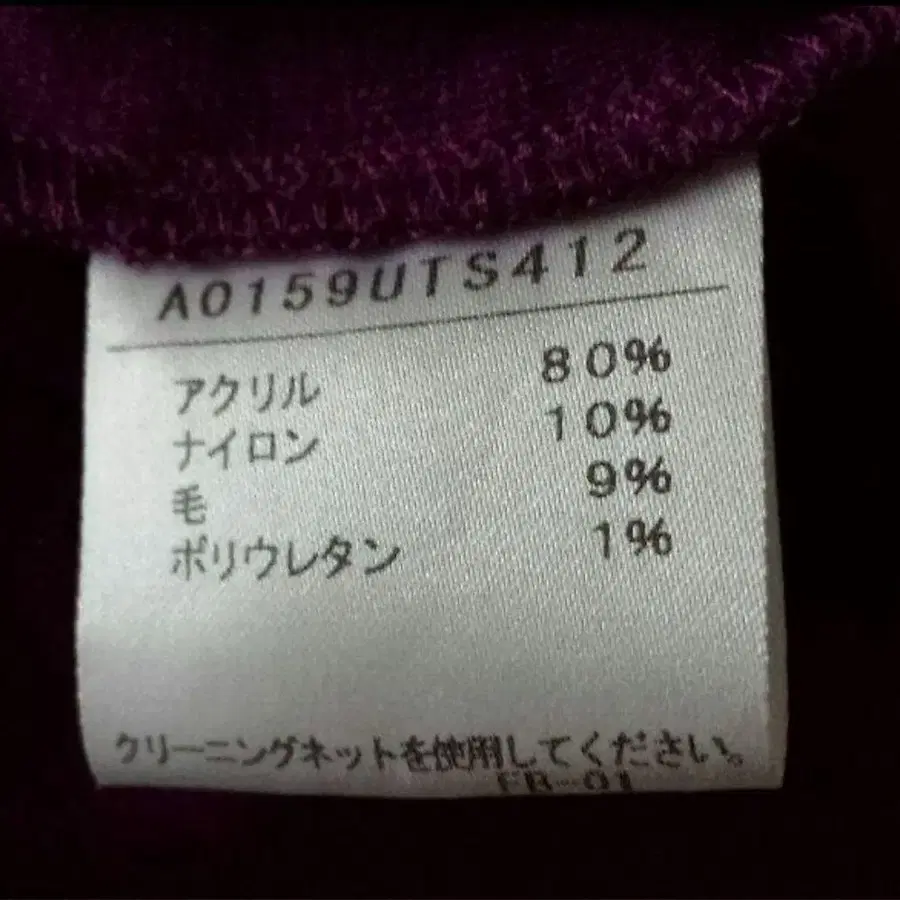 A0159UTS412
アクリル 80%
ナイロン 10%
毛 9%
ポリウレタン 1%
クリーニングネットを使用してください。
FR-01